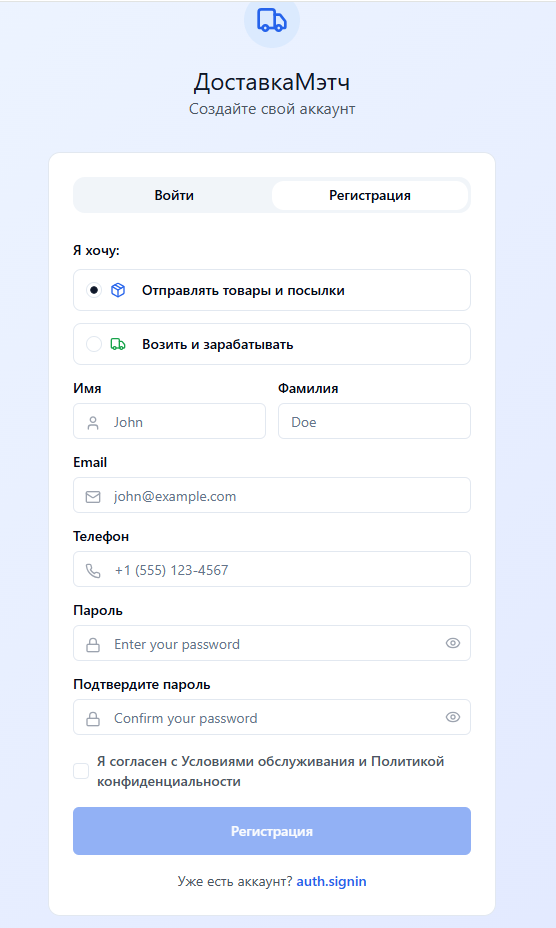 ДоставкаМэтч
Создайте свой аккаунт
Войти
Регистрация
Я хочу:
Отправлять товары и посылки
Возить и зарабатывать
Имя
Фамилия
John
Doe
Email
john@example.com
Телефон
+1 (555) 123-4567
Пароль
Enter your password
Подтвердите пароль
Confirm your password
Я согласен с Условиями обслуживания и Политикой
конфиденциальности
Регистрация
Уже есть аккаунт? auth.signin